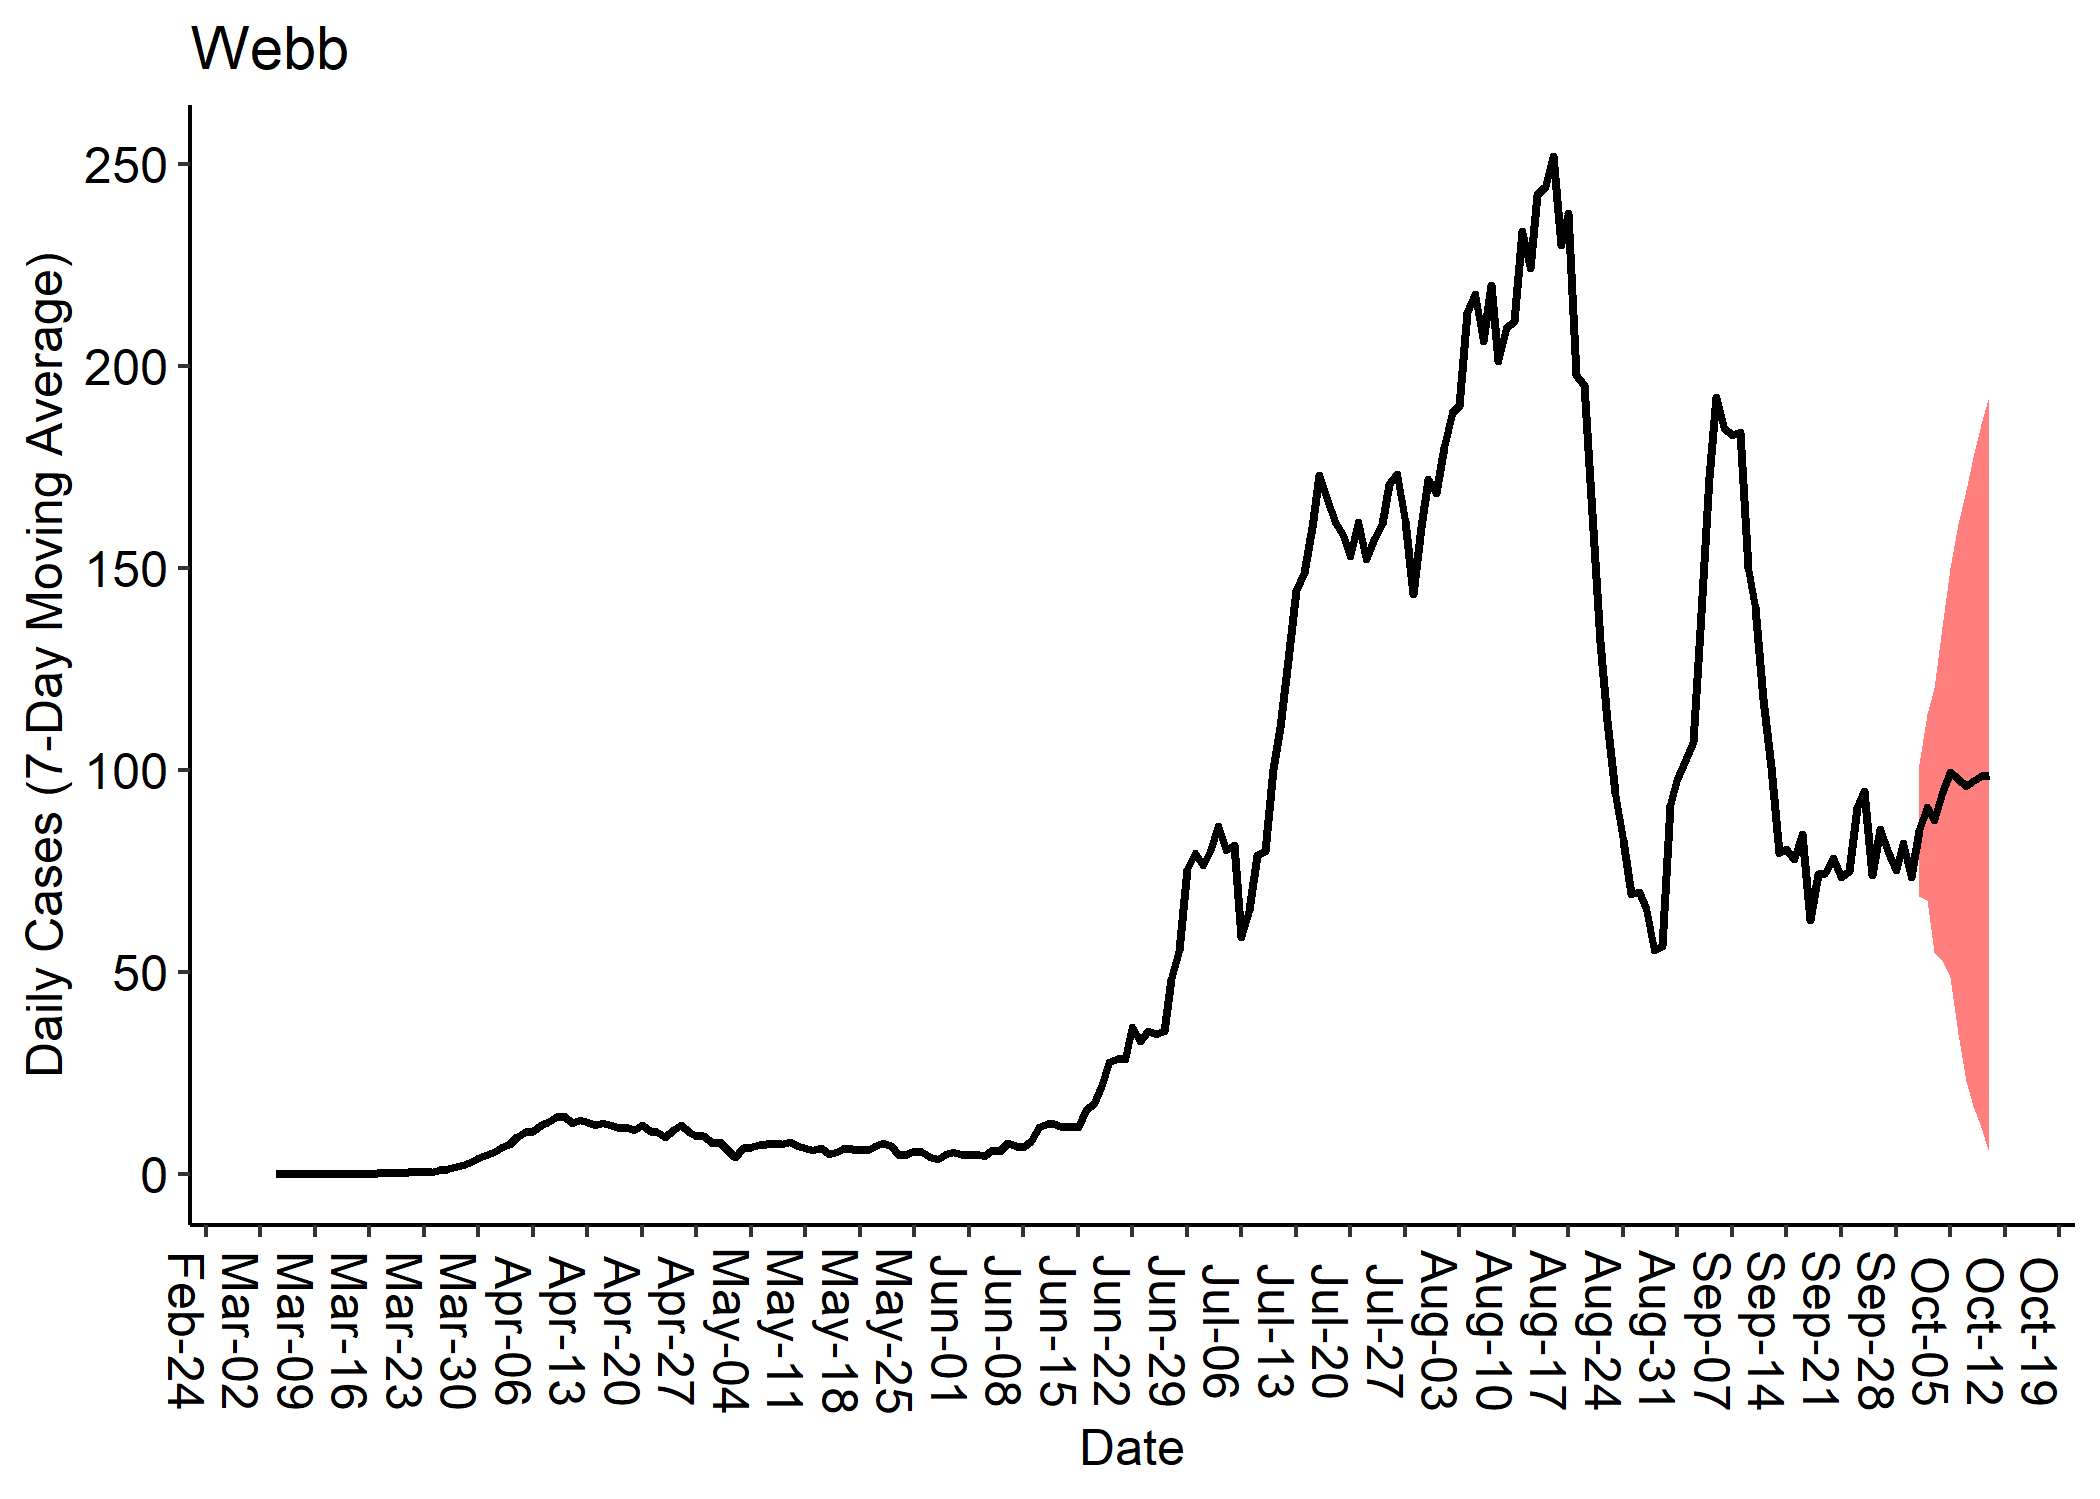 Webb
Daily Cases (7-Day Moving Average)
250
200
150
100
50
0
Feb-24
Mar-02
Mar-09
Mar-16
Mar-23
Mar-30
Apr-06
Apr-13
Apr-20
Apr-27
May-04
May-11
May-18
May-25
Jun-01
Jun-08
Jun-15
Jun-22
Jun-29
Jul-06
Jul-13
Jul-20
Jul-27
Aug-03
Aug-10
Aug-17
Aug-24
Aug-31
Sep-07
Sep-14
Sep-21
Sep-28
Oct-05
Oct-12
Oct-19
Date